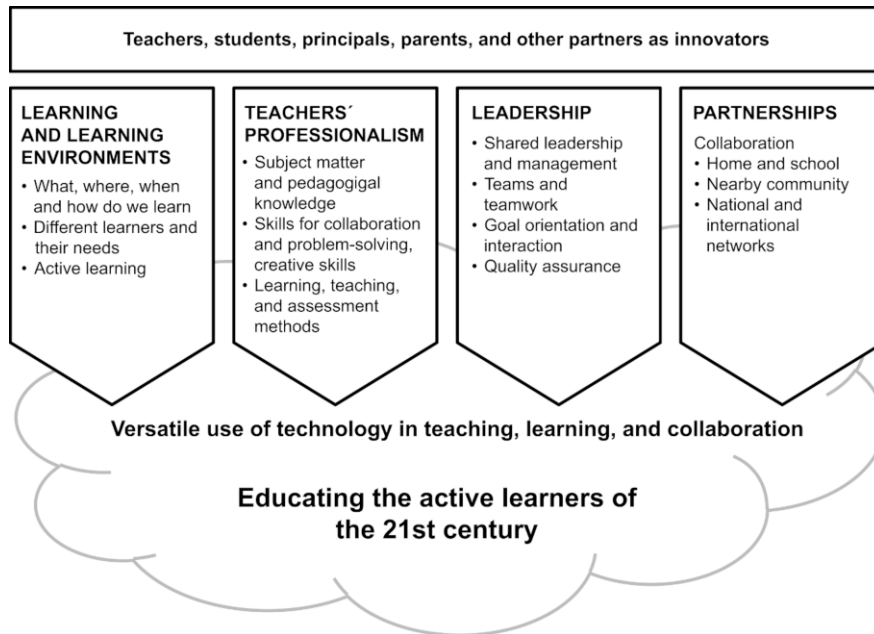 Teachers, students, principals, parents, and other partners as innovators
LEARNING
AND LEARNING
ENVIRONMENTS
• What, where, when
and how do we learn
• Different learners and
their needs
• Active learning
TEACHERS´
PROFESSIONALISM
• Subject matter
and pedagogigal
knowledge
• Skills for collaboration
and problem-solving,
creative skills
• Learning, teaching,
and assessment
methods
LEADERSHIP
• Shared leadership
and management
• Teams and
teamwork
• Goal orientation and
interaction
• Quality assurance
PARTNERSHIPS
Collaboration
• Home and school
• Nearby community
• National and
international
networks
Versatile use of technology in teaching, learning, and collaboration
Educating the active learners of
the 21st century